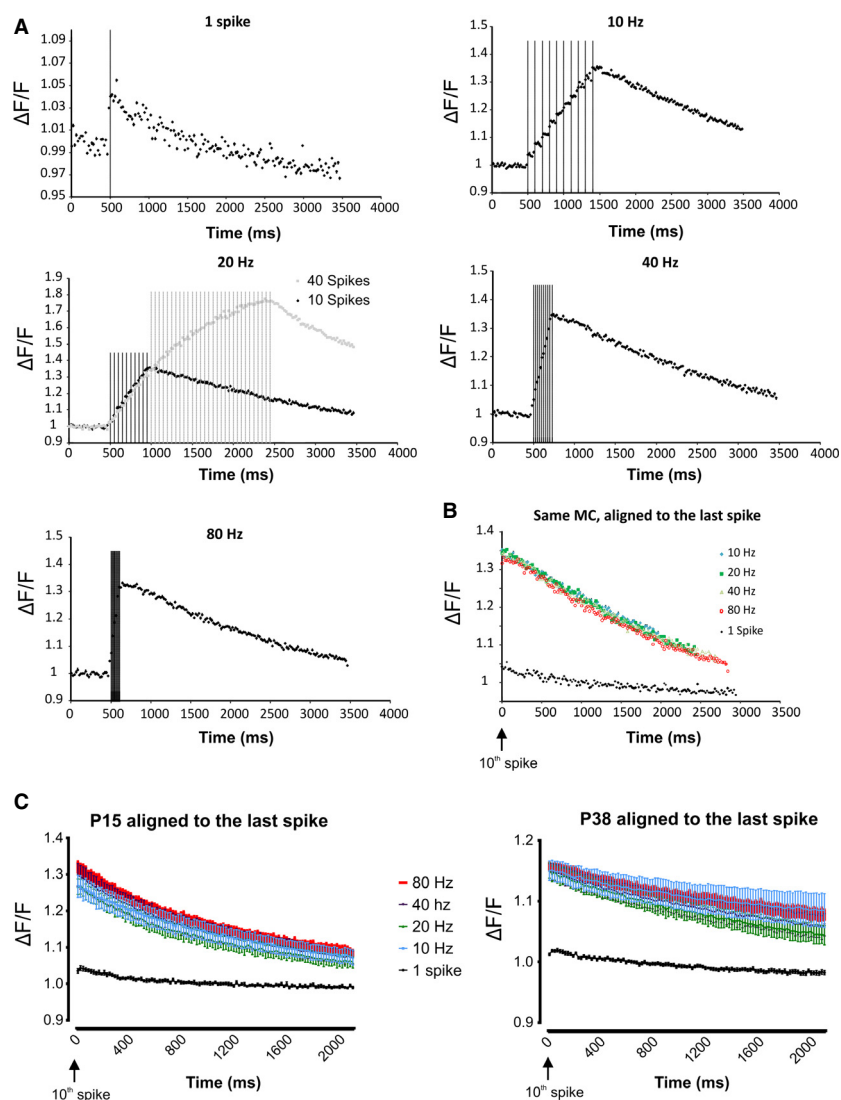 A
1 spike
ΔF/F
1.09
1.07
1.05
1.03
1.01
0.99
0.97
0.95
0 500 1000 1500 2000 2500 3000 3500 4000
Time (ms)
10 Hz
ΔF/F
1.5
1.4
1.3
1.2
1.1
1
0.9
0 500 1000 1500 2000 2500 3000 3500 4000
Time (ms)
20 Hz
40 Spikes
10 Spikes
ΔF/F
1.9
1.8
1.7
1.6
1.5
1.4
1.3
1.2
1.1
1
0.9
0 500 1000 1500 2000 2500 3000 3500 4000
Time (ms)
40 Hz
ΔF/F
1.5
1.4
1.3
1.2
1.1
1
0.9
0 500 1000 1500 2000 2500 3000 3500 4000
Time (ms)
80 Hz
ΔF/F
1.5
1.4
1.3
1.2
1.1
1
0.9
0 500 1000 1500 2000 2500 3000 3500 4000
Time (ms)
B
Same MC, aligned to the last spike
10 Hz
20 Hz
40 Hz
80 Hz
1 Spike
ΔF/F
1.4
1.3
1.2
1.1
1
0 500 1000 1500 2000 2500 3000 3500
Time (ms)
10th spike
C
P15 aligned to the last spike
ΔF/F
1.4
1.3
1.2
1.1
1.0
0.9
0 400 800 1200 1600 2000
Time (ms)
10th spike
80 Hz
40 hz
20 Hz
10 Hz
1 spike
P38 aligned to the last spike
ΔF/F
1.2
1.1
1.0
0.9
0 400 800 1200 1600 2000
Time (ms)
10th spike